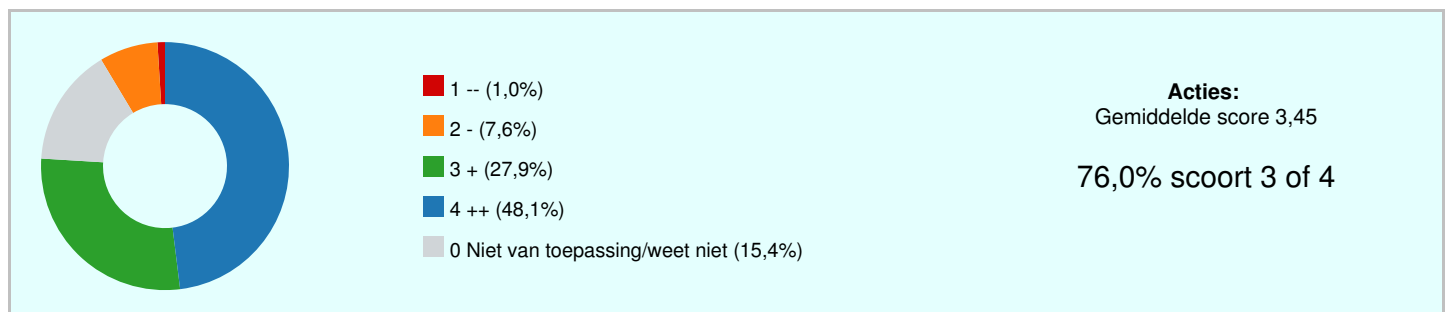 1 -- (1,0%)
2 - (7,6%)
3 + (27,9%)
4 ++ (48,1%)
0 Niet van toepassing/weet niet (15,4%)
Acties:
Gemiddelde score 3,45
76,0% scoort 3 of 4